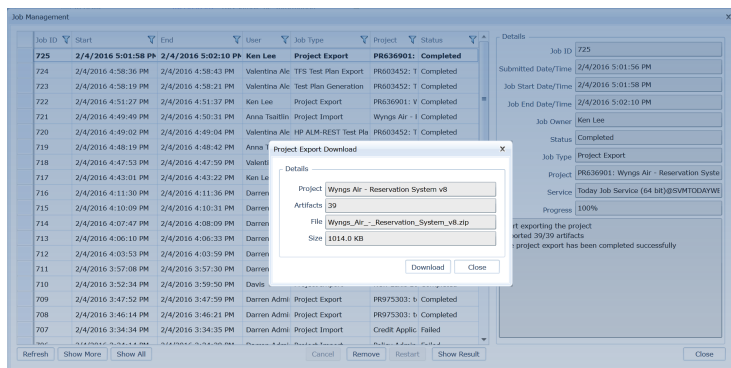 Job Management X
Job ID Start End User Job Type Project Status
725 2/4/2016 5:01:58 PM 2/4/2016 5:02:10 PM Ken Lee Project Export PR636901: Completed
724 2/4/2016 4:58:36 PM 2/4/2016 4:58:43 PM Valentina Ale TFS Test Plan Export PR603452: T Completed
723 2/4/2016 4:58:19 PM 2/4/2016 4:58:21 PM Valentina Ale Test Plan Generation PR603452: T Completed
722 2/4/2016 4:51:27 PM 2/4/2016 4:51:37 PM Ken Lee Project Export PR636901: W Completed
721 2/4/2016 4:49:49 PM 2/4/2016 4:50:31 PM Anna Tsaitlin Project Import Wyngs Air - Completed
720 2/4/2016 4:49:02 PM 2/4/2016 4:49:04 PM Valentina Ale HP ALM-REST Test Pla PR603452: T Completed
719 2/4/2016 4:48:19 PM 2/4/2016 4:48:42 PM Anna T
718 2/4/2016 4:47:53 PM 2/4/2016 4:47:59 PM Valenti
717 2/4/2016 4:43:01 PM 2/4/2016 4:43:22 PM Ken Le
716 2/4/2016 4:11:30 PM 2/4/2016 4:11:36 PM Darren
715 2/4/2016 4:10:09 PM 2/4/2016 4:10:31 PM Darren
714 2/4/2016 4:07:47 PM 2/4/2016 4:08:09 PM Darren
713 2/4/2016 4:06:10 PM 2/4/2016 4:06:33 PM Darren
712 2/4/2016 4:03:53 PM 2/4/2016 4:03:59 PM Darren
711 2/4/2016 3:57:08 PM 2/4/2016 3:57:30 PM Darren
710 2/4/2016 3:52:34 PM 2/4/2016 3:59:50 PM Davis
709 2/4/2016 3:47:52 PM 2/4/2016 3:47:59 PM Darren Admi Project Export PR975303: t Completed
708 2/4/2016 3:46:14 PM 2/4/2016 3:46:21 PM Darren Admi Project Export PR975303: t Completed
707 2/4/2016 3:34:34 PM 2/4/2016 3:34:35 PM Darren Admi Project Import Credit Applic Failed
Refresh Show More Show All Cancel Remove Restart Show Result
Project Export Download X
Details
Project Wyngs Air - Reservation System v8
Artifacts 39
File Wyngs_Air_-_Reservation_System_v8.zip
Size 1014.0 KB
Download Close
Details
Job ID 725
Submitted Date/Time 2/4/2016 5:01:56 PM
Job Start Date/Time 2/4/2016 5:01:58 PM
Job End Date/Time 2/4/2016 5:02:10 PM
Job Owner Ken Lee
Status Completed
Job Type Project Export
Project PR636901: Wyngs Air - Reservation Syste
Service Today Job Service (64 bit)@SVMTODAYWE
Progress 100%
rt exporting the project
ported 39/39 artifacts
e project export has been completed successfully
Close